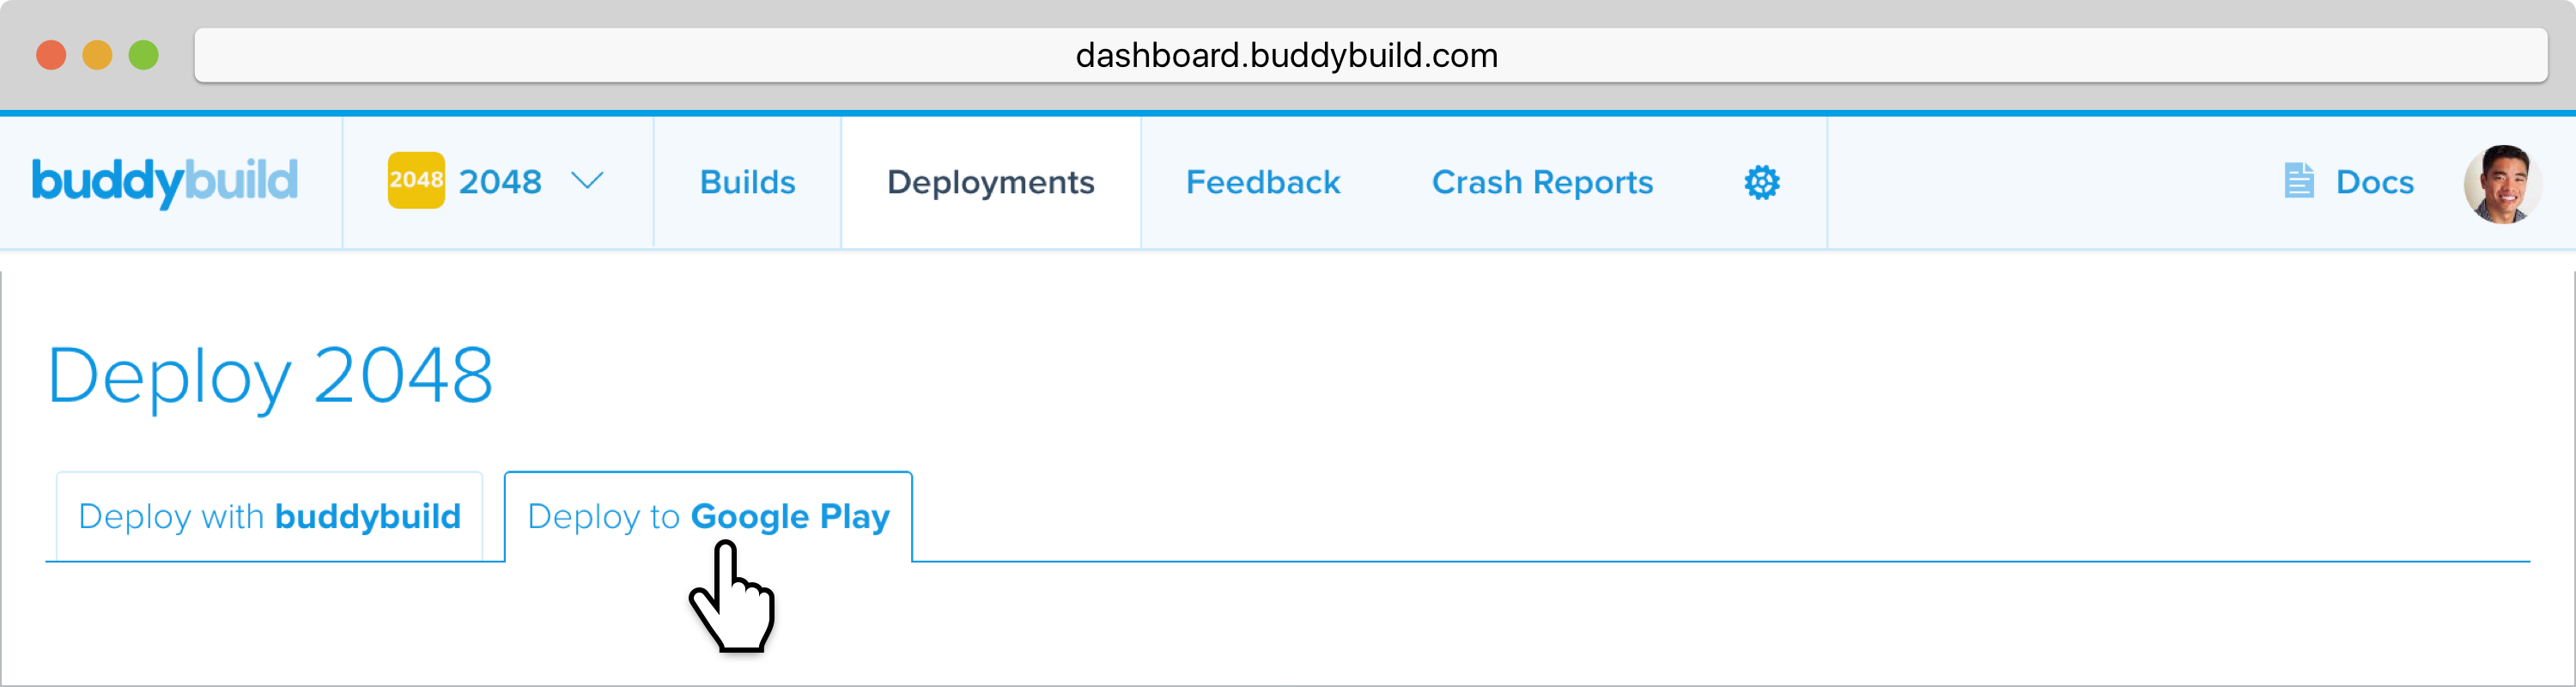 dashboard.buddybuild.com
buddybuild 2048 2048 Builds Deployments Feedback Crash Reports Docs
Deploy 2048
Deploy with buddybuild Deploy to Google Play